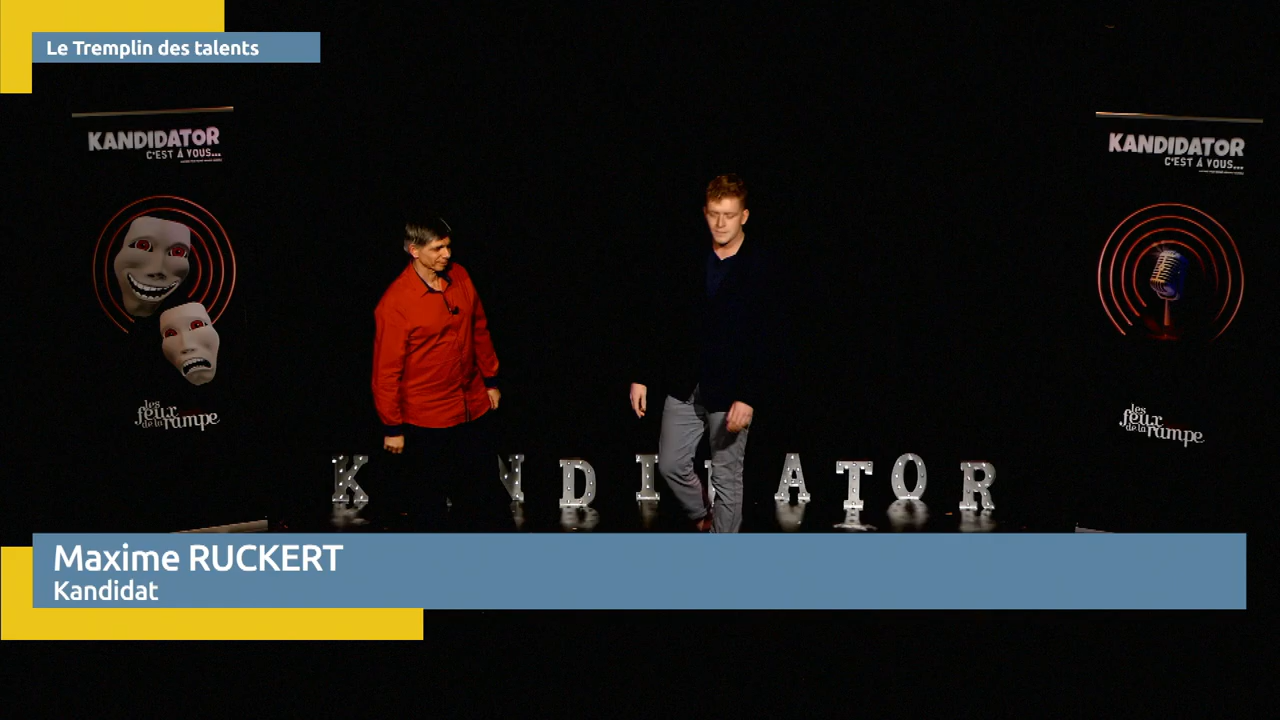 Le Tremplin des talents
KANDIDATOR
C'EST À VOUS...
KANDIDATOR
C'EST À VOUS...
les
feux
de la rampe
les
feux
de la rampe
K NDI ATOR
Maxime RUCKERT
Kandidat